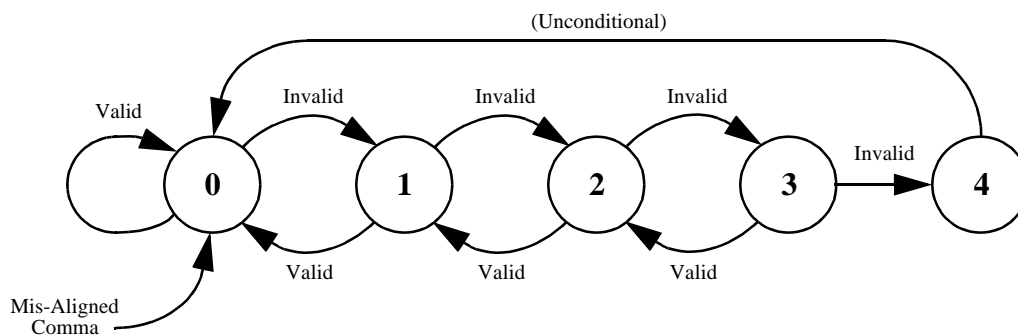 (Unconditional)
Valid
Invalid
Invalid
Invalid
Invalid
0
1
2
3
4
Valid
Valid
Valid
Mis-Aligned
Comma